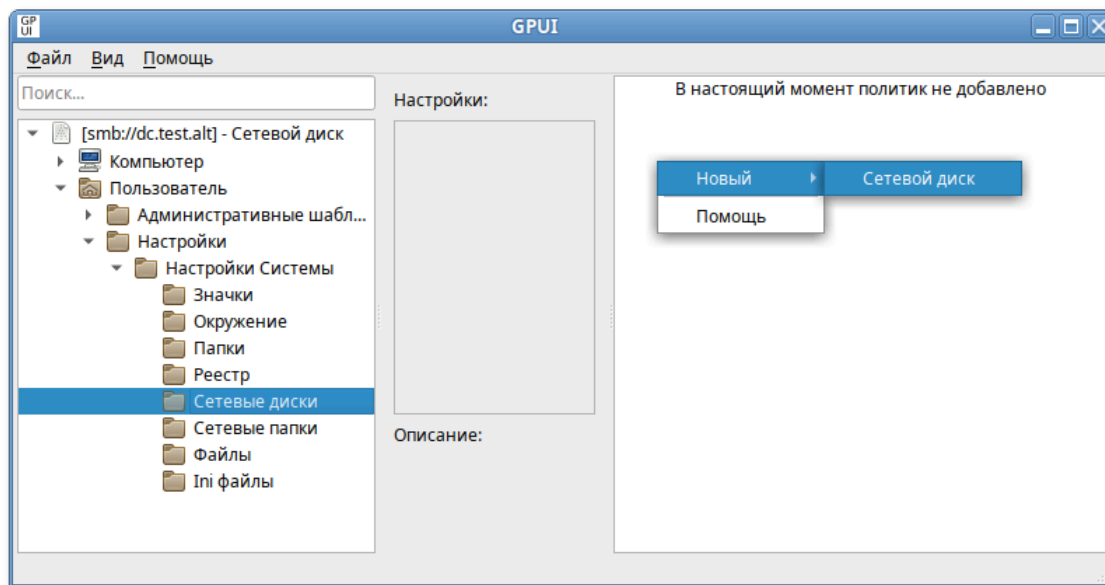 GP
UI
GPUI
Файл Вид Помощь
Поиск...
[smb://dc.test.alt] - Сетевой диск
Компьютер
Пользователь
Административные шабл...
Настройки
Настройки Системы
Значки
Окружение
Папки
Реестр
Сетевые диски
Сетевые папки
Файлы
Ini файлы
Настройки:
Описание:
В настоящий момент политик не добавлено
Новый
Сетевой диск
Помощь